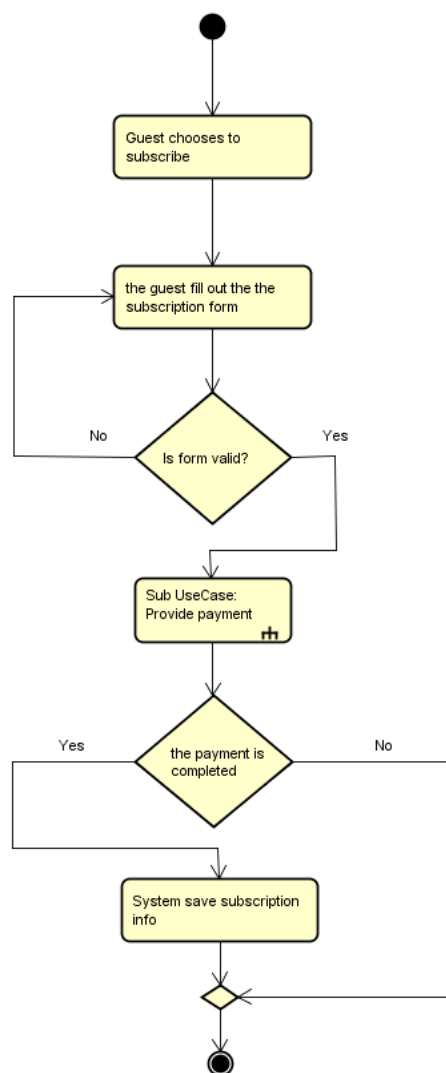 Guest chooses to
subscribe
the guest fill out the the
subscription form
No
Yes
Is form valid?
Sub UseCase:
Provide payment
Yes
No
the payment is
completed
System save subscription
info